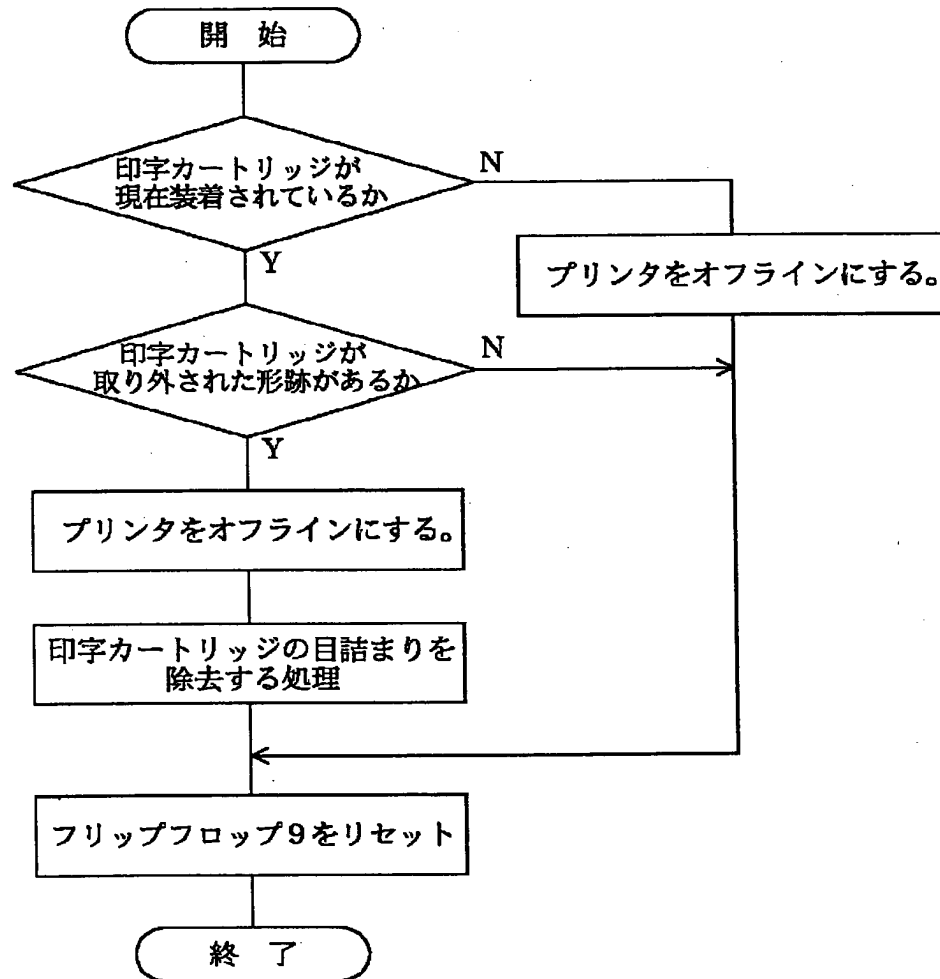 開 始
印字カートリッジが
現在装着されているか
N
Y
プリンタをオフラインにする。
印字カートリッジが
取り外された形跡があるか
N
Y
プリンタをオフラインにする。
印字カートリッジの目詰まりを
除去する処理
フリップフロップ9をリセット
終 了